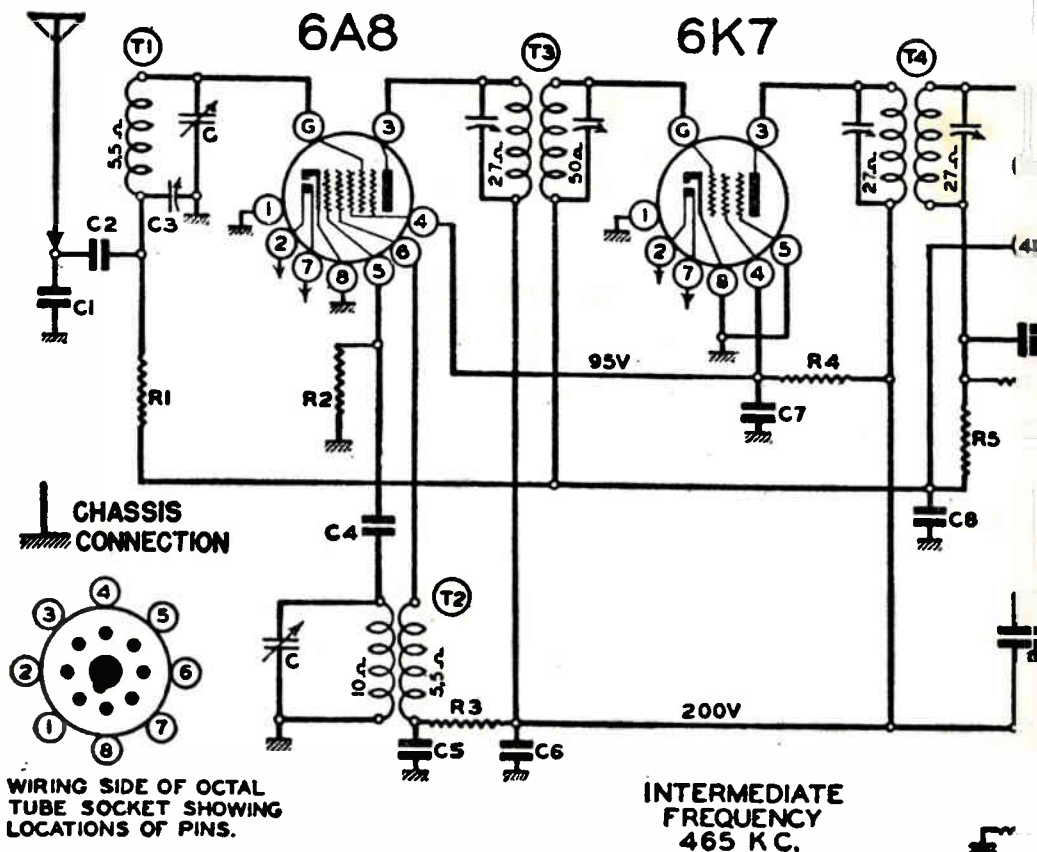 6A8
6K7
T1
T3
T4
5.5Ω
C
C3
G
3
27Ω
50Ω
G
3
27Ω
27Ω
1
2
7
8
5
6
4
1
2
7
8
4
5
C2
C1
R1
R2
95V
R4
C7
R5
C8
CHASSIS
CONNECTION
C4
T2
C
10Ω
5.5Ω
R3
200V
C5
C6
4
3
5
2
6
1
7
8
WIRING SIDE OF OCTAL
TUBE SOCKET SHOWING
LOCATIONS OF PINS.
INTERMEDIATE
FREQUENCY
465 KC.